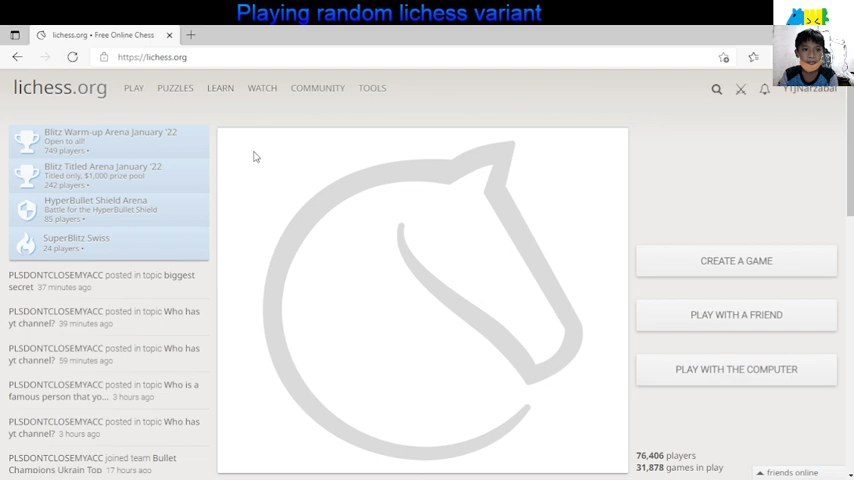 Playing random lichess variant
lichess.org • Free Online Chess
https://lichess.org
lichess.org
PLAY PUZZLES LEARN WATCH COMMUNITY TOOLS
YTJNarzabal
Blitz Warm-up Arena January '22
Open to all!
749 players •
Blitz Titled Arena January '22
Titled only, $1,000 prize pool
242 players •
HyperBullet Shield Arena
Battle for the HyperBullet Shield
85 players •
SuperBlitz Swiss
24 players •
PLSDONTCLOSEMYACC posted in topic biggest
secret 37 minutes ago
PLSDONTCLOSEMYACC posted in topic Who has
yt channel? 39 minutes ago
PLSDONTCLOSEMYACC posted in topic Who has
yt channel? 59 minutes ago
PLSDONTCLOSEMYACC posted in topic Who is a
famous person that yo... 3 hours ago
PLSDONTCLOSEMYACC posted in topic Who has
yt channel? 3 hours ago
PLSDONTCLOSEMYACC joined team Bullet
Champions Ukrain Top 17 hours ago
CREATE A GAME
PLAY WITH A FRIEND
PLAY WITH THE COMPUTER
76,406 players
31,878 games in play
friends online